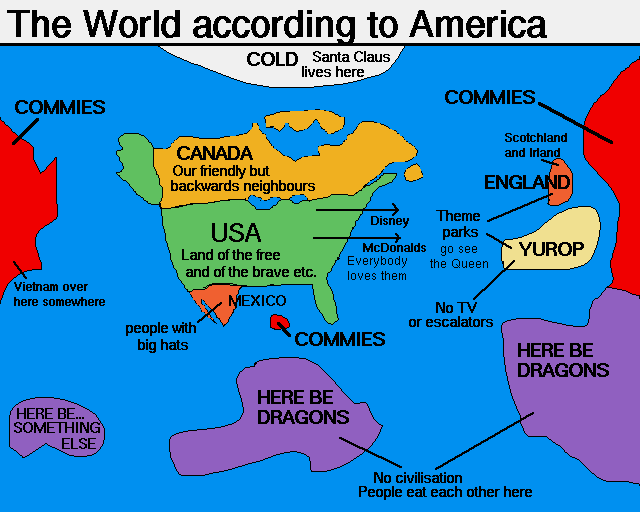 The World according to America
COLD
Santa Claus
lives here
COMMIES
COMMIES
Scotchland
and Irland
CANADA
Our friendly but
backwards neighbours
ENGLAND
USA
Land of the free
and of the brave etc.
Disney
McDonalds
Everybody
loves them
Theme
parks
go see
the Queen
YUROP
Vietnam over
here somewhere
MEXICO
people with
big hats
COMMIES
No TV
or escalators
HERE BE
DRAGONS
HERE BE
DRAGONS
HERE BE...
SOMETHING
ELSE
No civilisation
People eat each other here